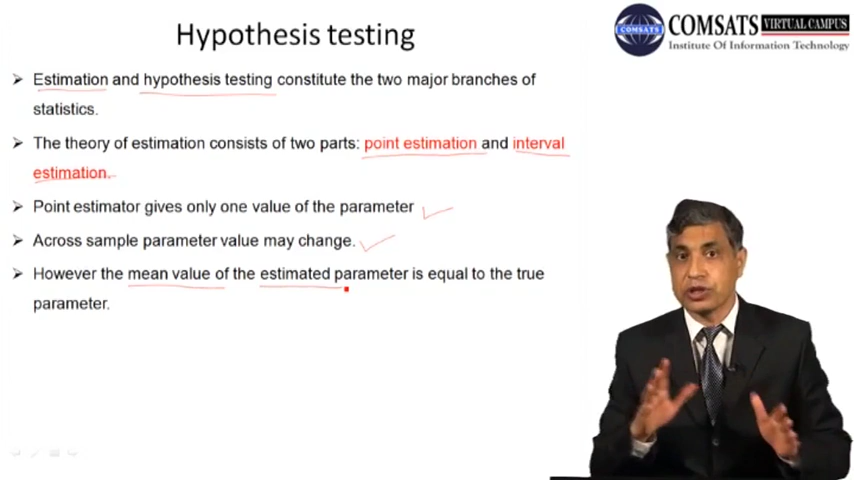 Hypothesis testing
COMSATS
COMSATS VIRTUAL CAMPUS
Institute Of Information Technology
➢ Estimation and hypothesis testing constitute the two major branches of
statistics.
➢ The theory of estimation consists of two parts: point estimation and interval
estimation.
➢ Point estimator gives only one value of the parameter
➢ Across sample parameter value may change.
➢ However the mean value of the estimated parameter is equal to the true
parameter.